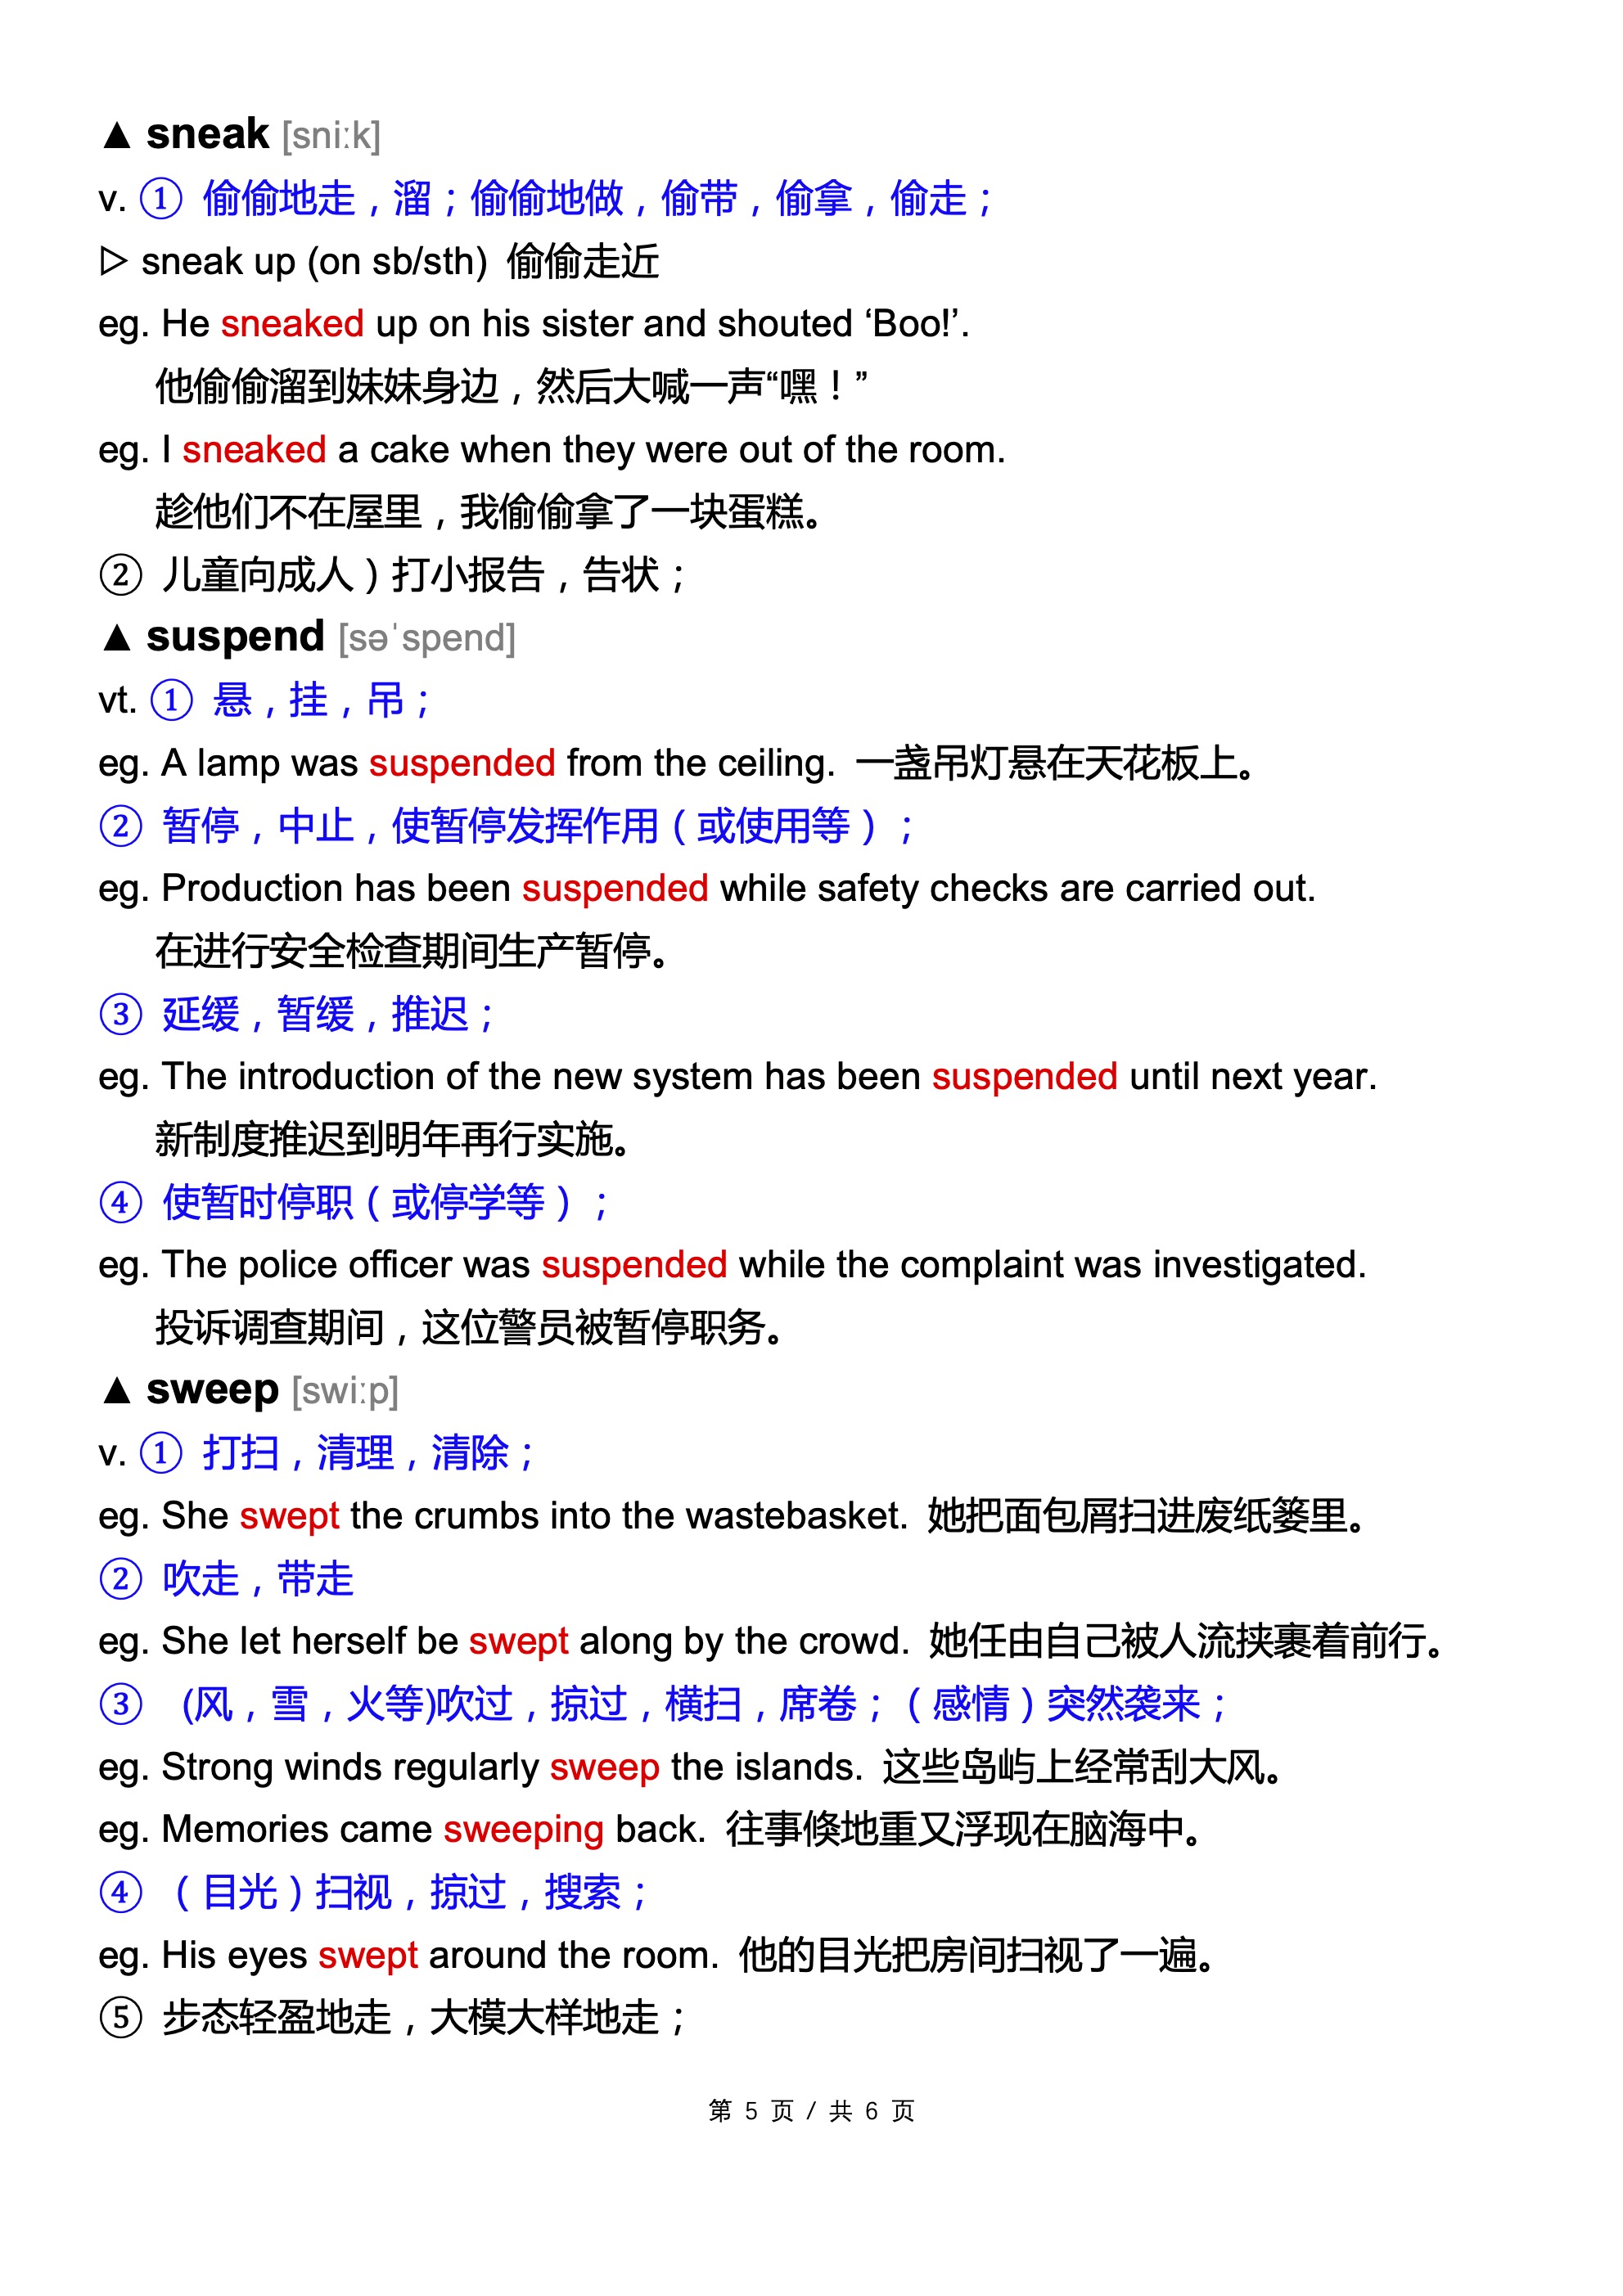 ▲ sneak [sniːk]
v. ① 偷偷地走，溜；偷偷地做，偷带，偷拿，偷走；
▷ sneak up (on sb/sth) 偷偷走近
eg. He sneaked up on his sister and shouted ‘Boo!’.
他偷偷溜到妹妹身边，然后大喊一声“嘿！”
eg. I sneaked a cake when they were out of the room.
趁他们不在屋里，我偷偷拿了一块蛋糕。
② 儿童向成人）打小报告，告状；
▲ suspend [səˈspend]
vt. ① 悬，挂，吊；
eg. A lamp was suspended from the ceiling. 一盏吊灯悬在天花板上。
② 暂停，中止，使暂停发挥作用（或使用等）；
eg. Production has been suspended while safety checks are carried out.
在进行安全检查期间生产暂停。
③ 延缓，暂缓，推迟；
eg. The introduction of the new system has been suspended until next year.
新制度推迟到明年再行实施。
④ 使暂时停职（或停学等）；
eg. The police officer was suspended while the complaint was investigated.
投诉调查期间，这位警员被暂停职务。
▲ sweep [swiːp]
v. ① 打扫，清理，清除；
eg. She swept the crumbs into the wastebasket. 她把面包屑扫进废纸篓里。
② 吹走，带走
eg. She let herself be swept along by the crowd. 她任由自己被人流挟裹着前行。
③ (风，雪，火等)吹过，掠过，横扫，席卷；（感情）突然袭来；
eg. Strong winds regularly sweep the islands. 这些岛屿上经常刮大风。
eg. Memories came sweeping back. 往事倏地重又浮现在脑海中。
④ （目光）扫视，掠过，搜索；
eg. His eyes swept around the room. 他的目光把房间扫视了一遍。
⑤ 步态轻盈地走，大模大样地走；
第 5 页 / 共 6 页